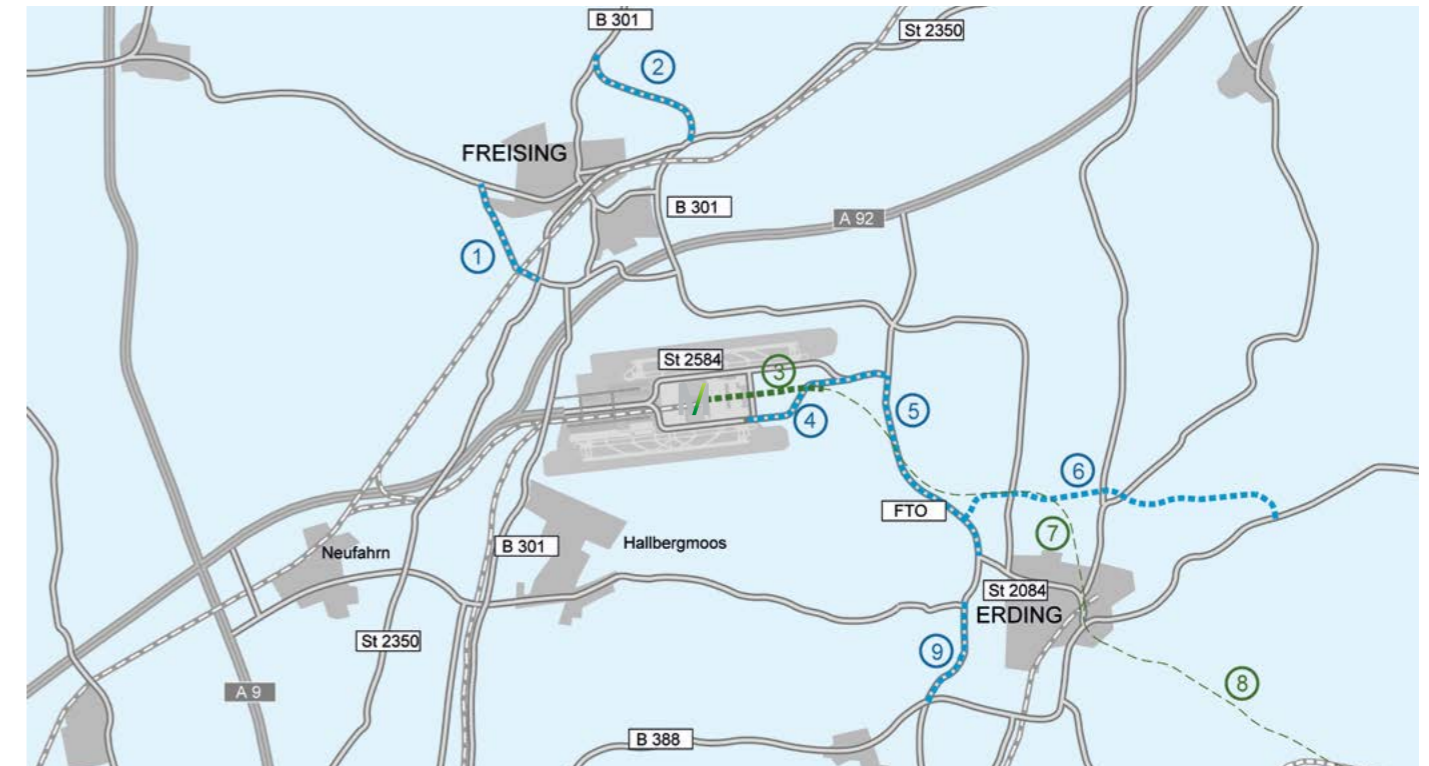 B 301
St 2350
2
FREISING
B 301
A 92
1
St 2584
3
4
5
6
FTO
7
Neufahrn
B 301
Hallbergmoos
St 2084
ERDING
St 2350
9
8
A 9
B 388